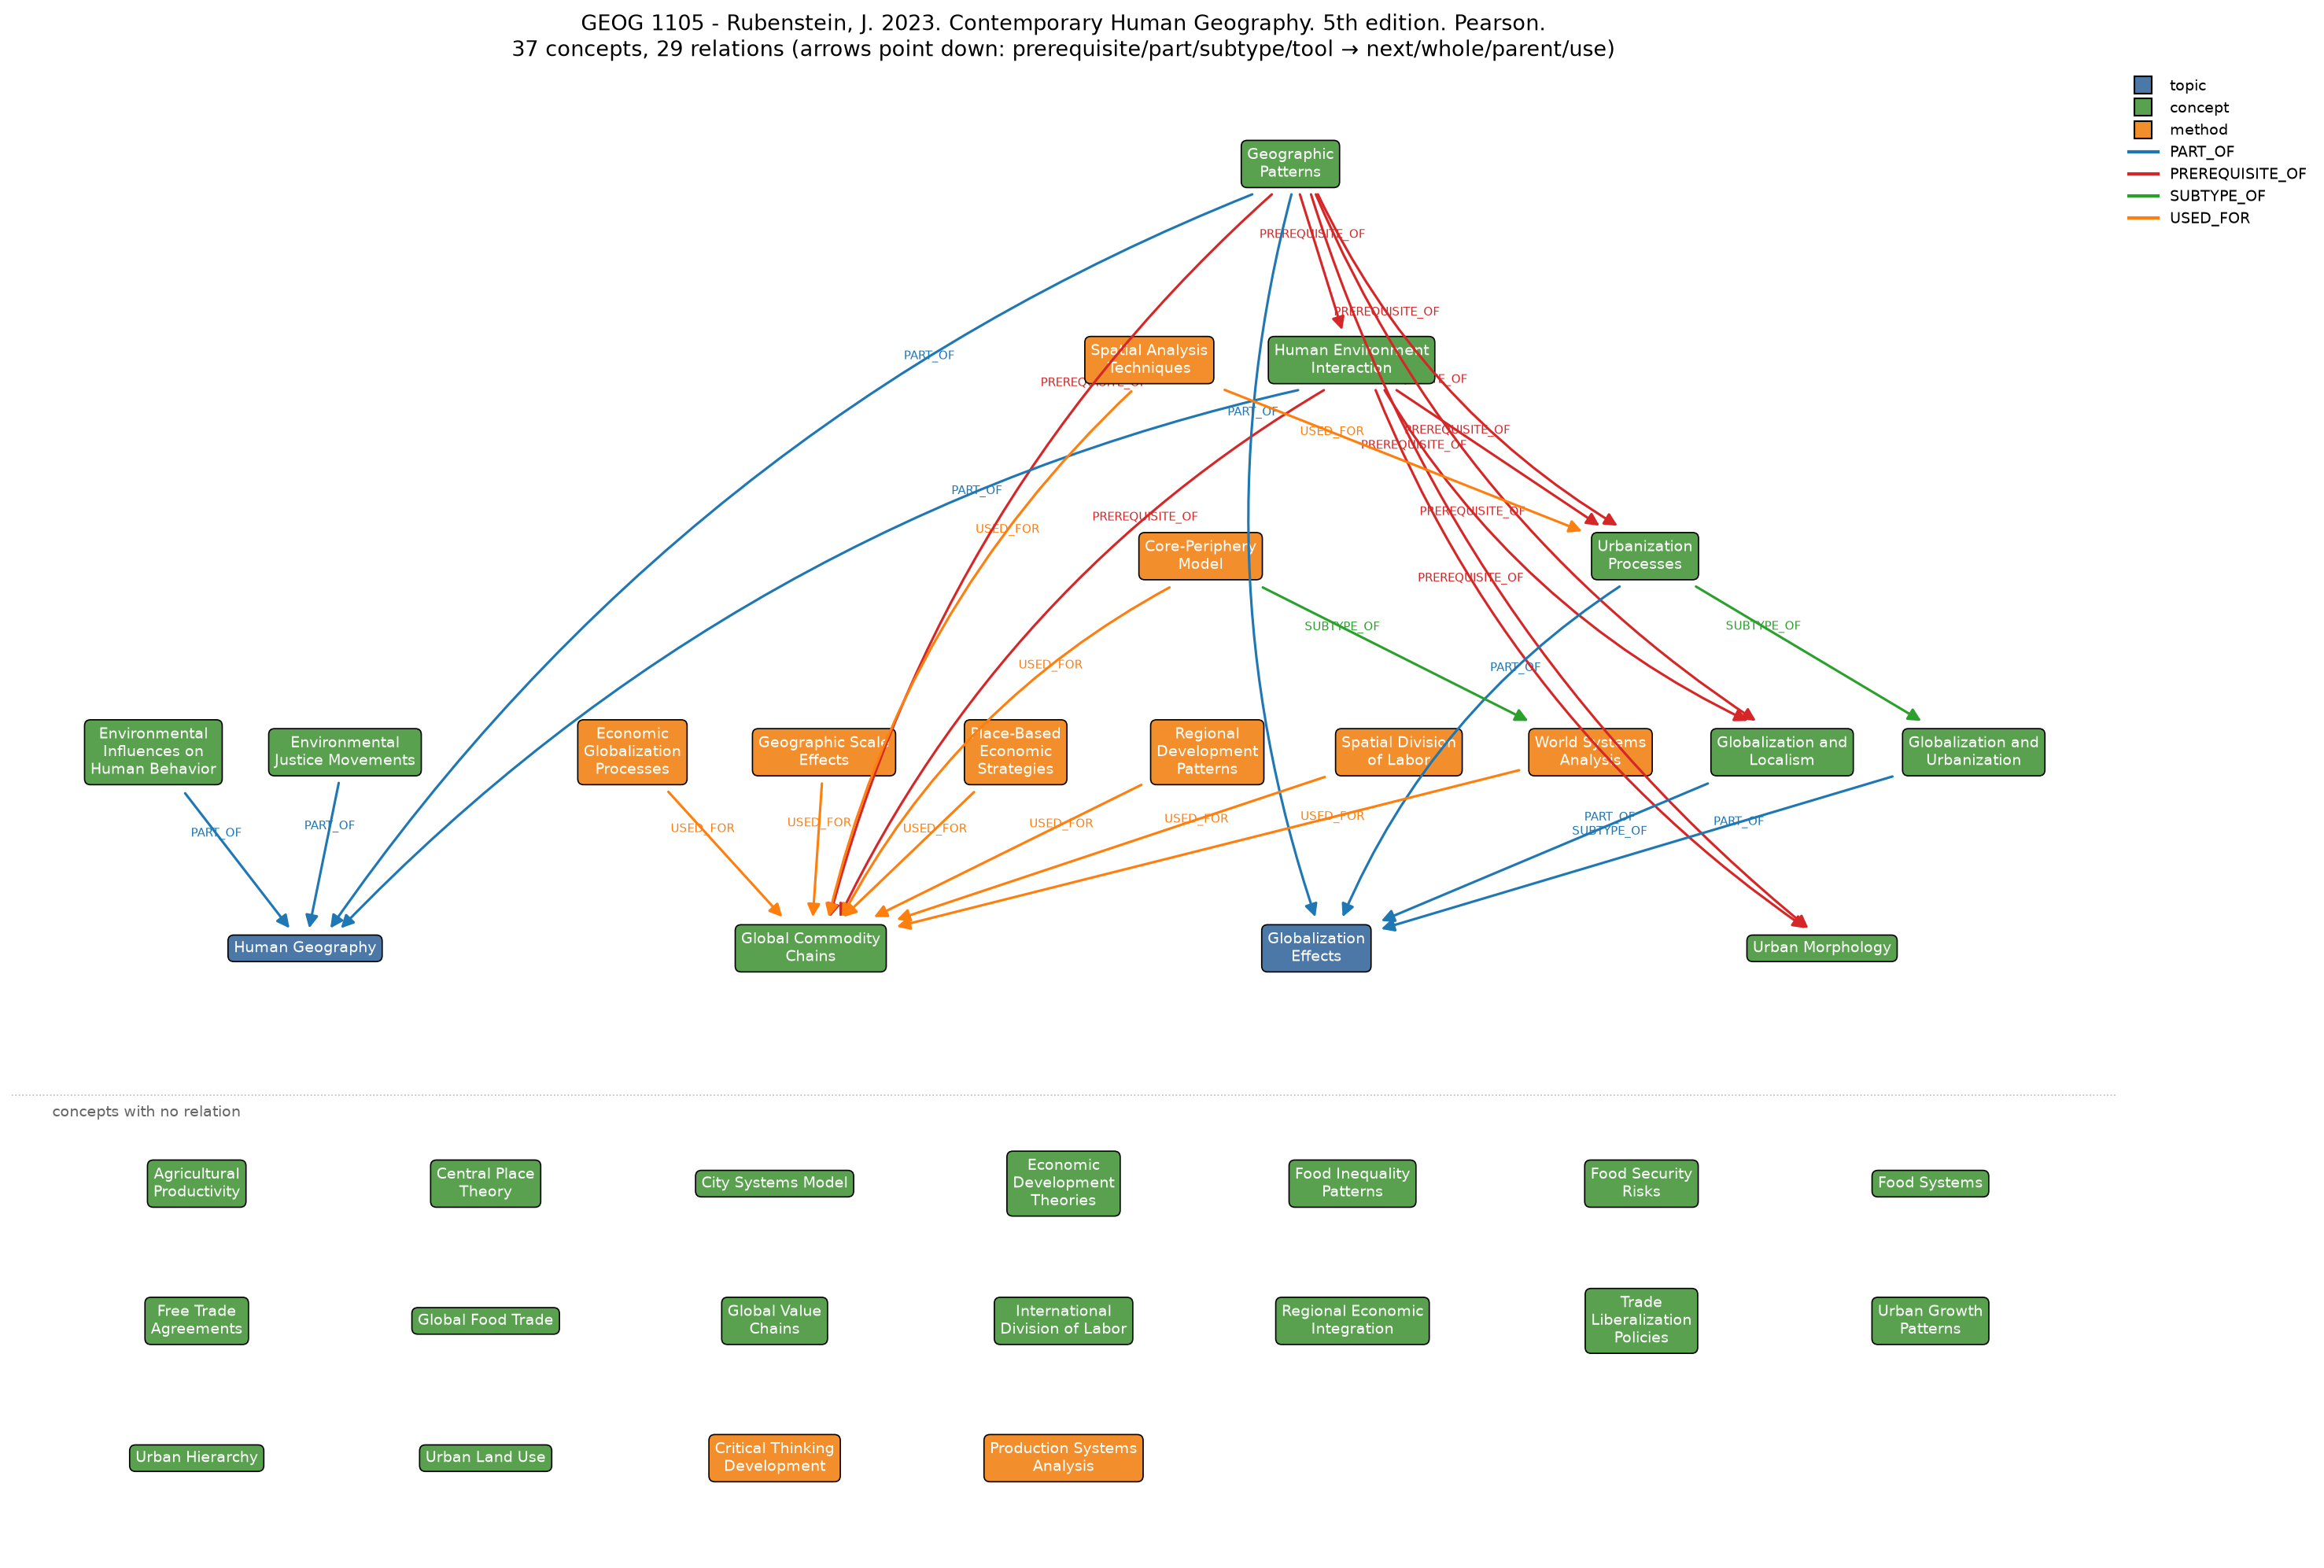 GEOG 1105 - Rubenstein, J. 2023. Contemporary Human Geography. 5th edition. Pearson.
37 concepts, 29 relations (arrows point down: prerequisite/part/subtype/tool → next/whole/parent/use)
topic
concept
method
PART_OF
PREREQUISITE_OF
SUBTYPE_OF
USED_FOR
Geographic
Patterns
PREREQUISITE_OF
PREREQUISITE_OF
PART_OF
Spatial Analysis
Techniques
Human Environment
Interaction
PART_OF
USED_FOR
PREREQUISITE_OF
PREREQUISITE_OF
PART_OF
PREREQUISITE_OF
PREREQUISITE_OF
USED_FOR
Core-Periphery
Model
Urbanization
Processes
PREREQUISITE_OF
SUBTYPE_OF
SUBTYPE_OF
USED_FOR
PART_OF
Environmental
Influences on
Human Behavior
Environmental
Justice Movements
Economic
Globalization
Processes
Geographic Scale
Effects
Place-Based
Economic
Strategies
Regional
Development
Patterns
Spatial Division
of Labor
World Systems
Analysis
Globalization and
Localism
Globalization and
Urbanization
PART_OF
PART_OF
USED_FOR
USED_FOR
USED_FOR
USED_FOR
USED_FOR
USED_FOR
PART_OF
SUBTYPE_OF
PART_OF
Human Geography
Global Commodity
Chains
Globalization
Effects
Urban Morphology
concepts with no relation
Agricultural
Productivity
Central Place
Theory
City Systems Model
Economic
Development
Theories
Food Inequality
Patterns
Food Security
Risks
Food Systems
Free Trade
Agreements
Global Food Trade
Global Value
Chains
International
Division of Labor
Regional Economic
Integration
Trade
Liberalization
Policies
Urban Growth
Patterns
Urban Hierarchy
Urban Land Use
Critical Thinking
Development
Production Systems
Analysis